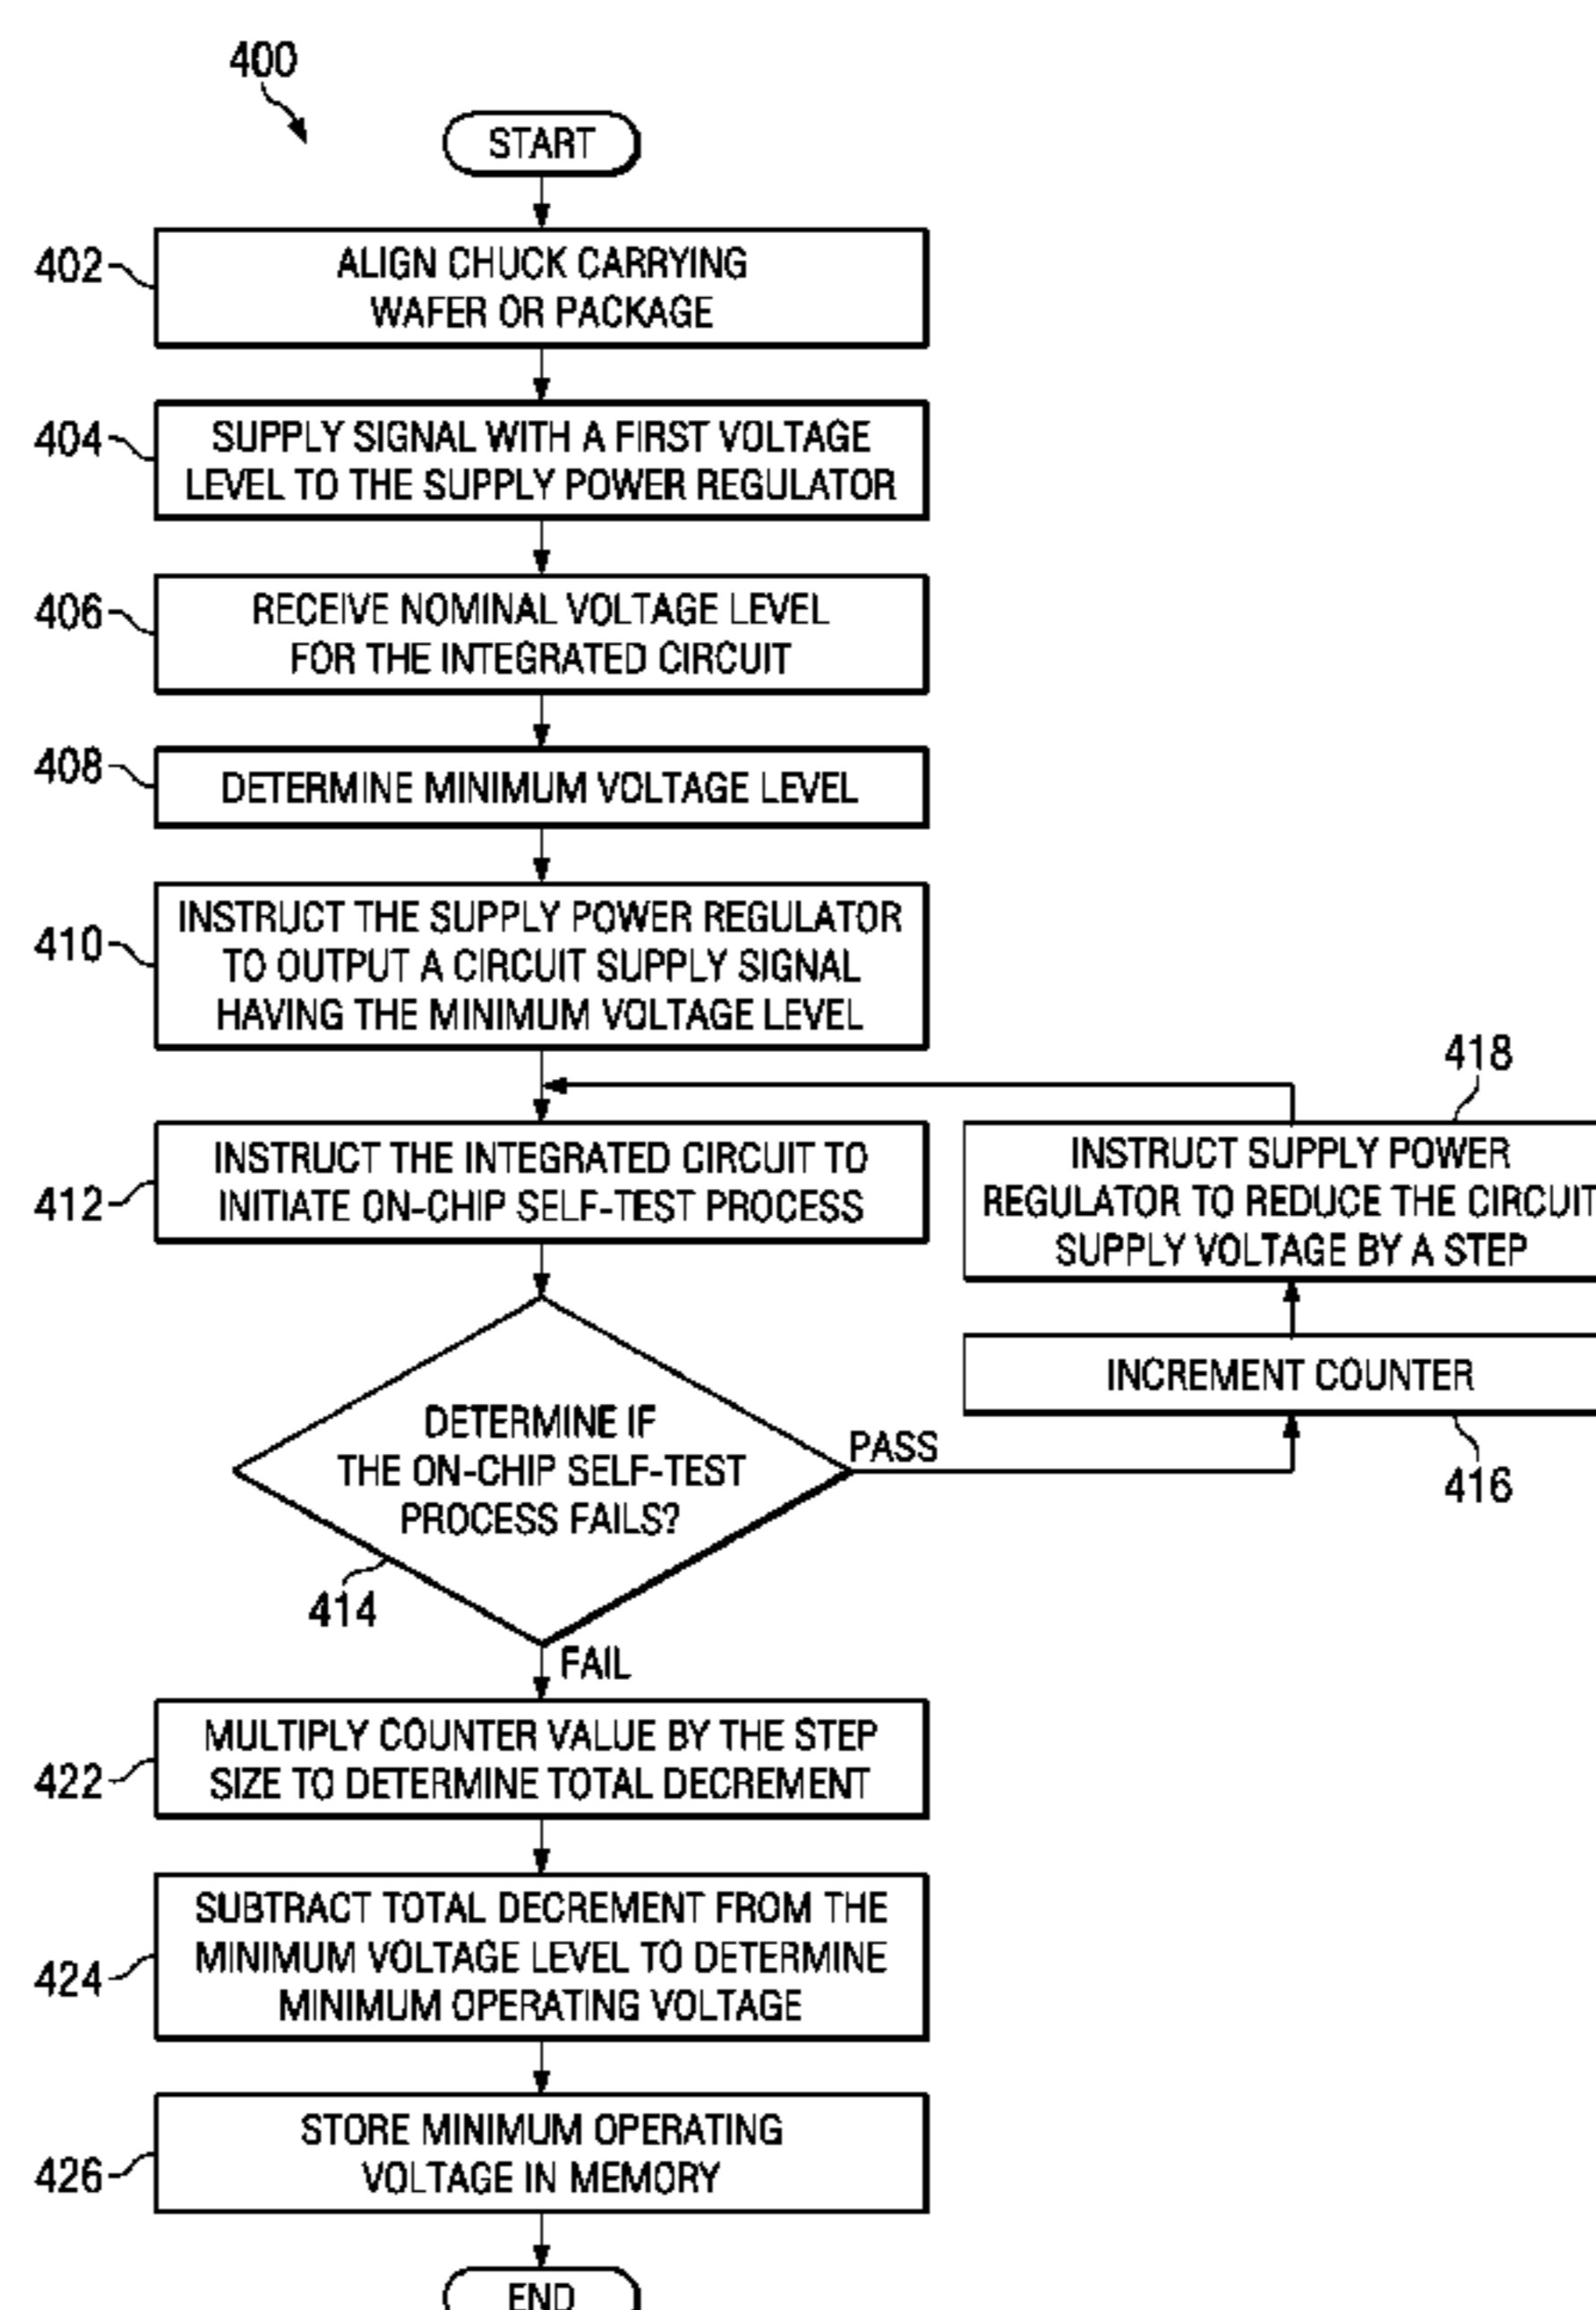 400
START
402
ALIGN CHUCK CARRYING
WAFER OR PACKAGE
404
SUPPLY SIGNAL WITH A FIRST VOLTAGE
LEVEL TO THE SUPPLY POWER REGULATOR
406
RECEIVE NOMINAL VOLTAGE LEVEL
FOR THE INTEGRATED CIRCUIT
408
DETERMINE MINIMUM VOLTAGE LEVEL
410
INSTRUCT THE SUPPLY POWER REGULATOR
TO OUTPUT A CIRCUIT SUPPLY SIGNAL
HAVING THE MINIMUM VOLTAGE LEVEL
412
INSTRUCT THE INTEGRATED CIRCUIT TO
INITIATE ON-CHIP SELF-TEST PROCESS
418
INSTRUCT SUPPLY POWER
REGULATOR TO REDUCE THE CIRCUIT
SUPPLY VOLTAGE BY A STEP
INCREMENT COUNTER
416
DETERMINE IF
THE ON-CHIP SELF-TEST
PROCESS FAILS?
414
PASS
FAIL
422
MULTIPLY COUNTER VALUE BY THE STEP
SIZE TO DETERMINE TOTAL DECREMENT
424
SUBTRACT TOTAL DECREMENT FROM THE
MINIMUM VOLTAGE LEVEL TO DETERMINE
MINIMUM OPERATING VOLTAGE
426
STORE MINIMUM OPERATING
VOLTAGE IN MEMORY
END